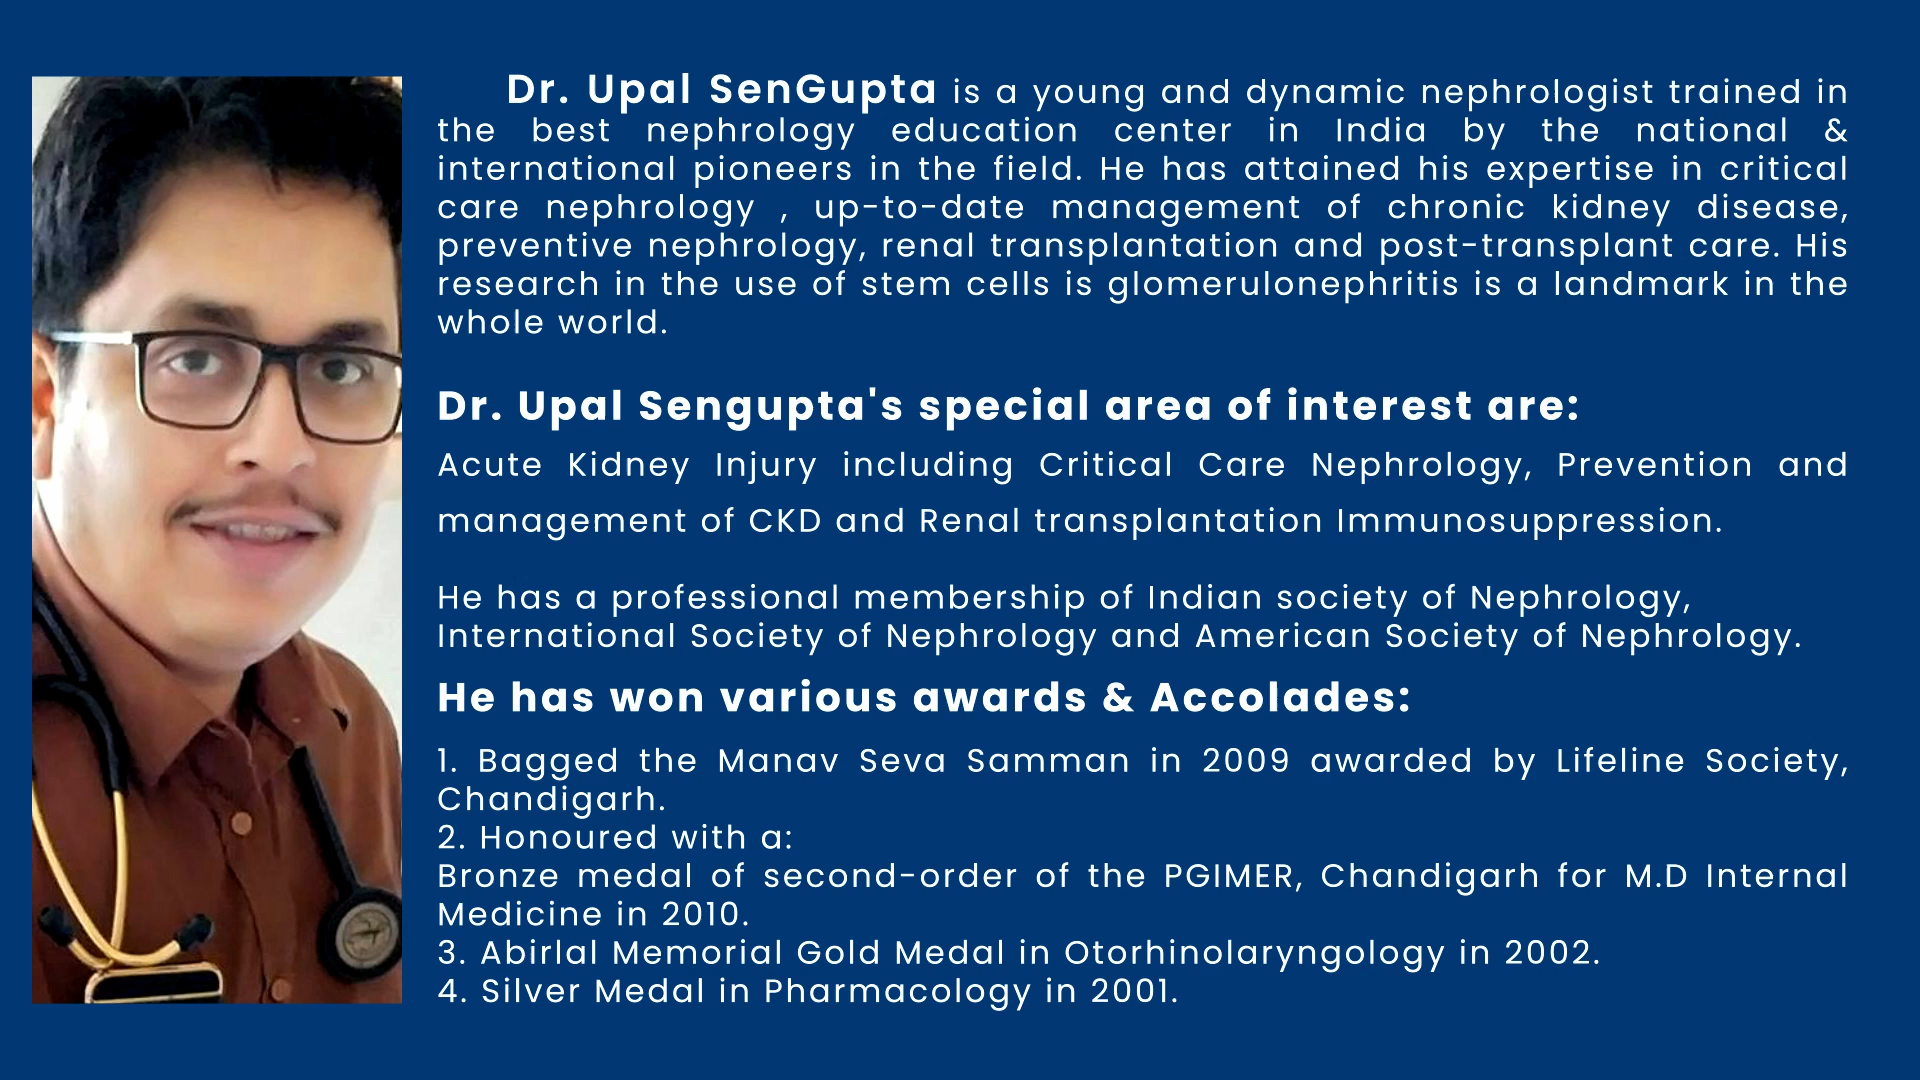 Dr. Upal SenGupta is a young and dynamic nephrologist trained in
the best nephrology education center in India by the national &
international pioneers in the field. He has attained his expertise in critical
care nephrology , up-to-date management of chronic kidney disease,
preventive nephrology, renal transplantation and post-transplant care. His
research in the use of stem cells is glomerulonephritis is a landmark in the
whole world.
Dr. Upal Sengupta's special area of interest are:
Acute Kidney Injury including Critical Care Nephrology, Prevention and
management of CKD and Renal transplantation Immunosuppression.
He has a professional membership of Indian society of Nephrology,
International Society of Nephrology and American Society of Nephrology.
He has won various awards & Accolades:
1. Bagged the Manav Seva Samman in 2009 awarded by Lifeline Society,
Chandigarh.
2. Honoured with a:
Bronze medal of second-order of the PGIMER, Chandigarh for M.D Internal
Medicine in 2010.
3. Abirlal Memorial Gold Medal in Otorhinolaryngology in 2002.
4. Silver Medal in Pharmacology in 2001.